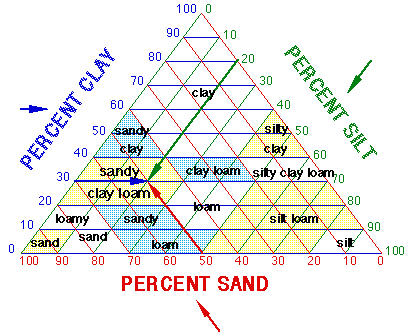 100 0
90 10
80 20
PERCENT CLAY
PERCENT SILT
70 30
clay
60 40
50 sandy silty 50
clay clay
40 60
sandy clay loam silty clay loam
30 70
clay loam
20 loam 80
loamy sandy silt loam
10 90
sand sand loam silt
0 100
100 90 80 70 60 50 40 30 20 10 0
PERCENT SAND